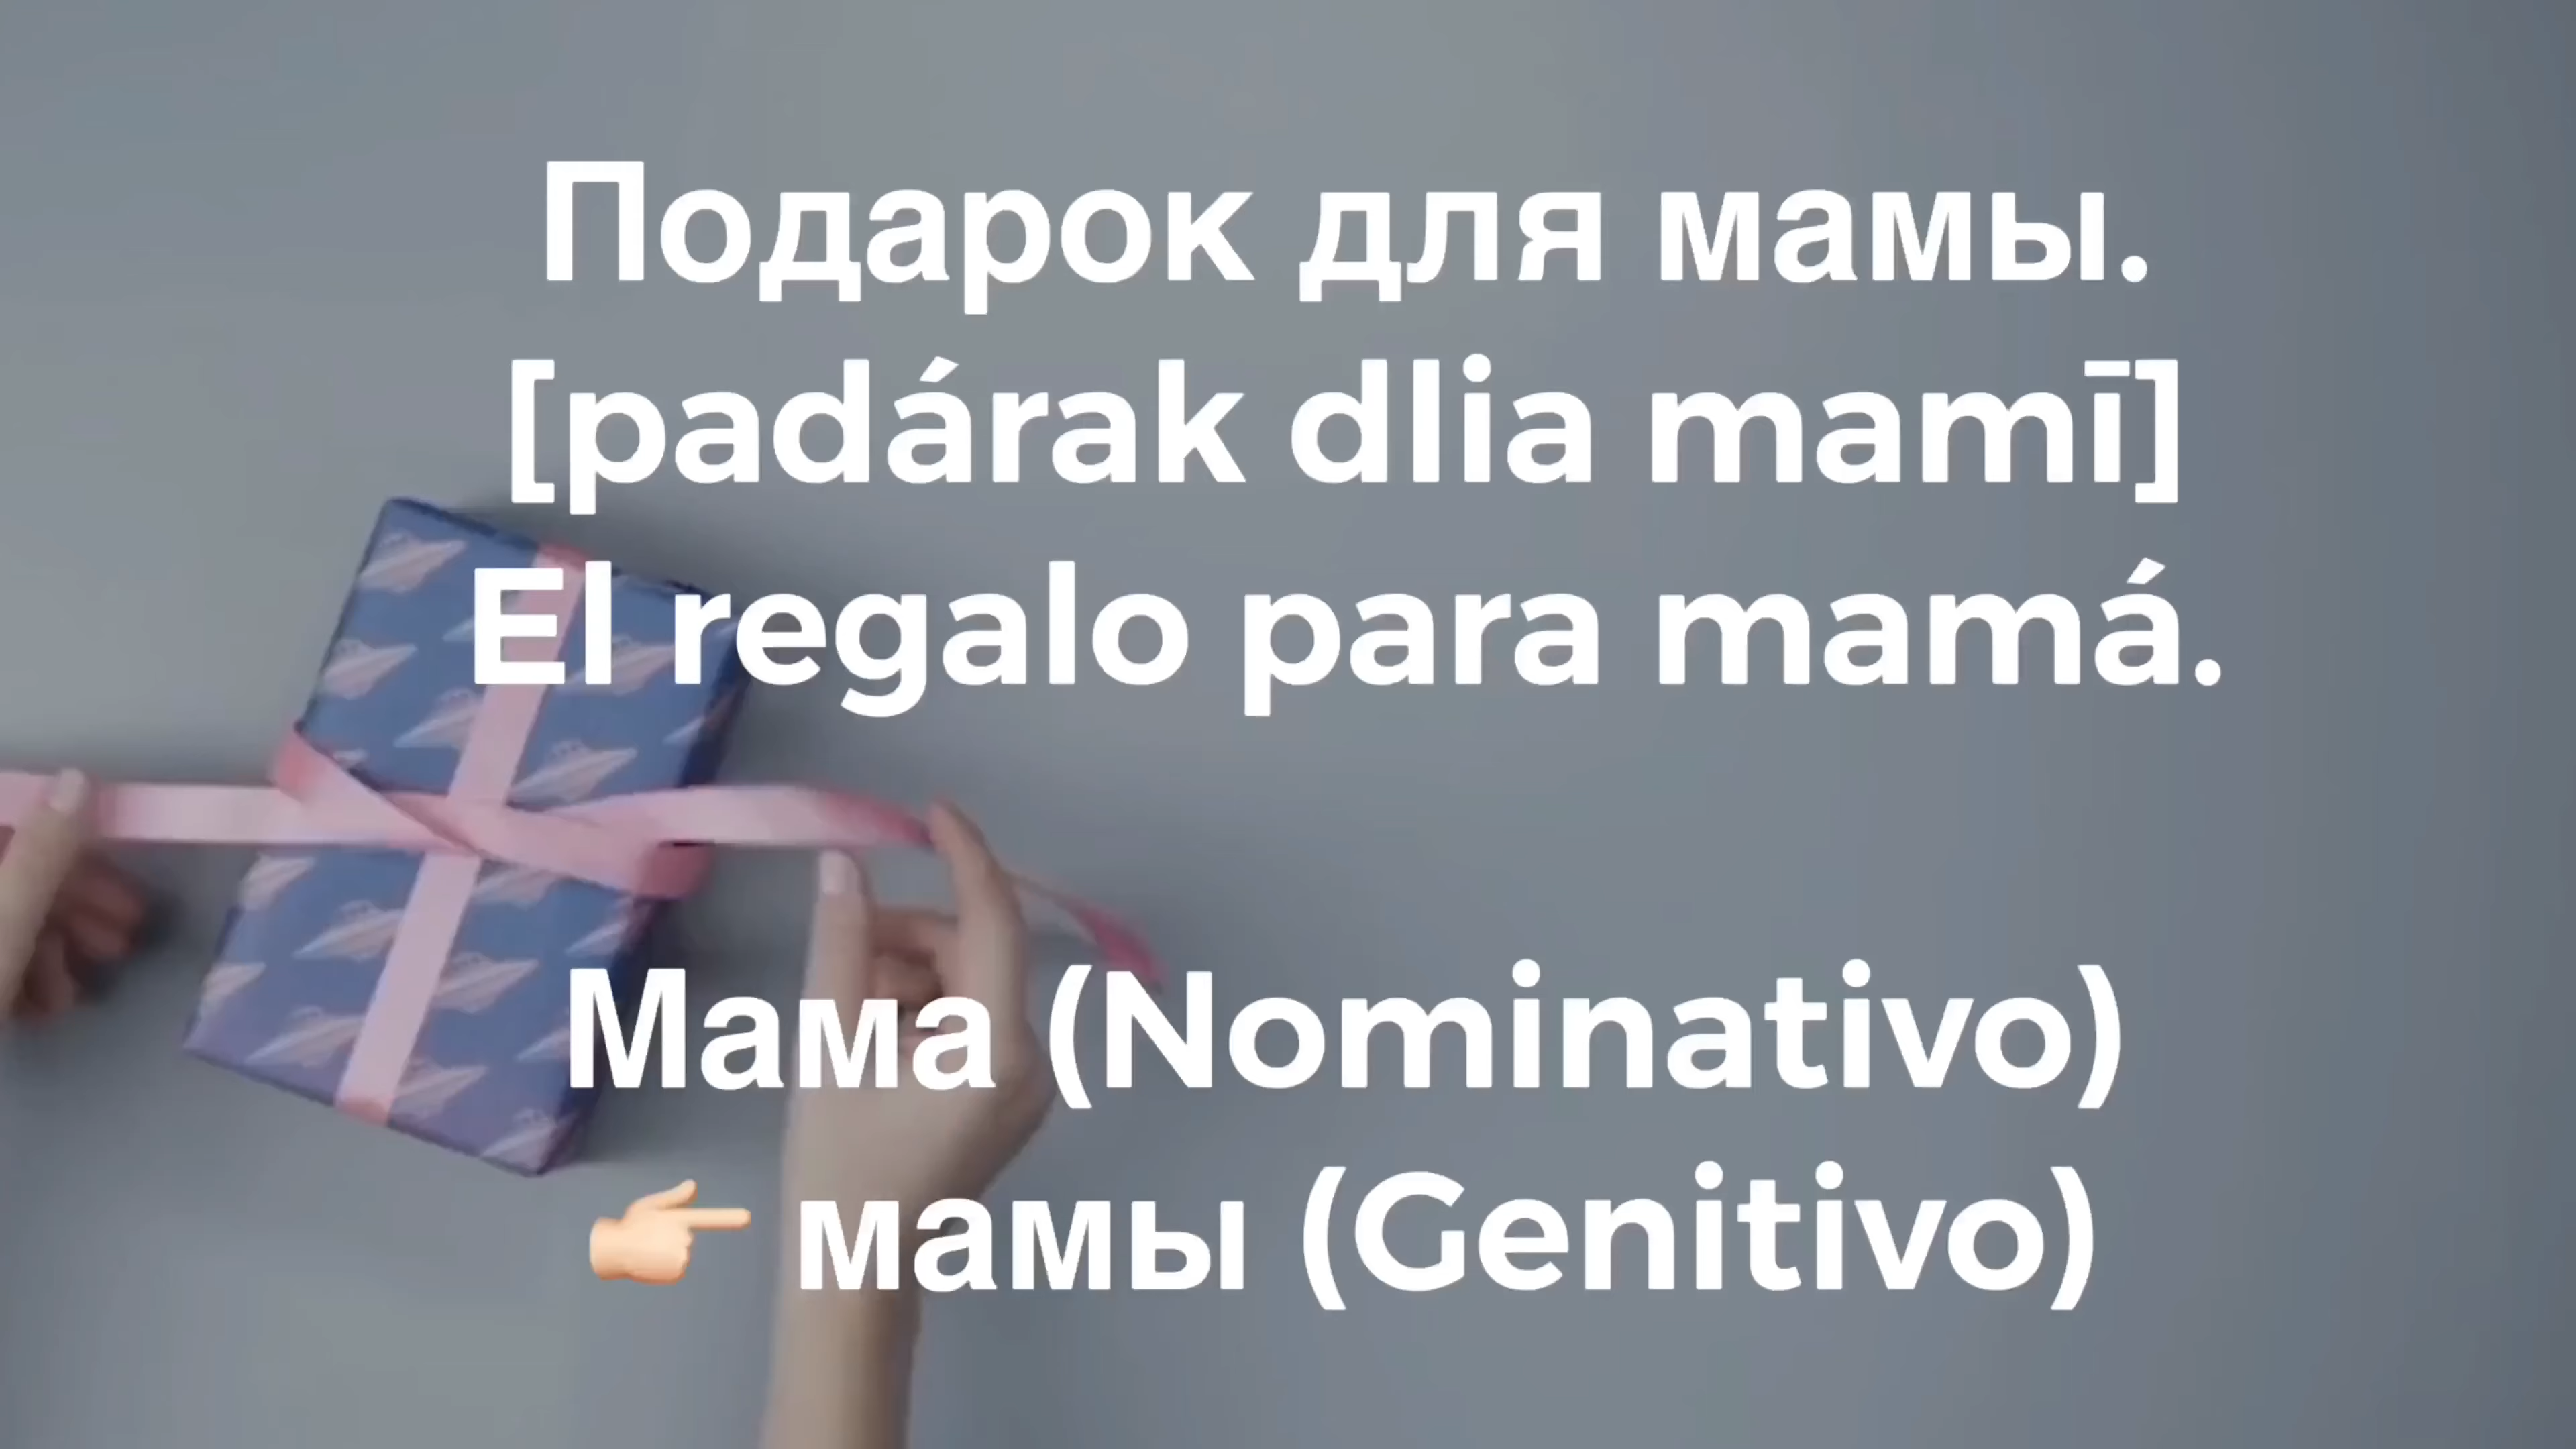 Подарок для мамы.
[padárak dlia mamī]
El regalo para mamá.
Мама (Nominativo)
👉🏻 мамы (Genitivo)